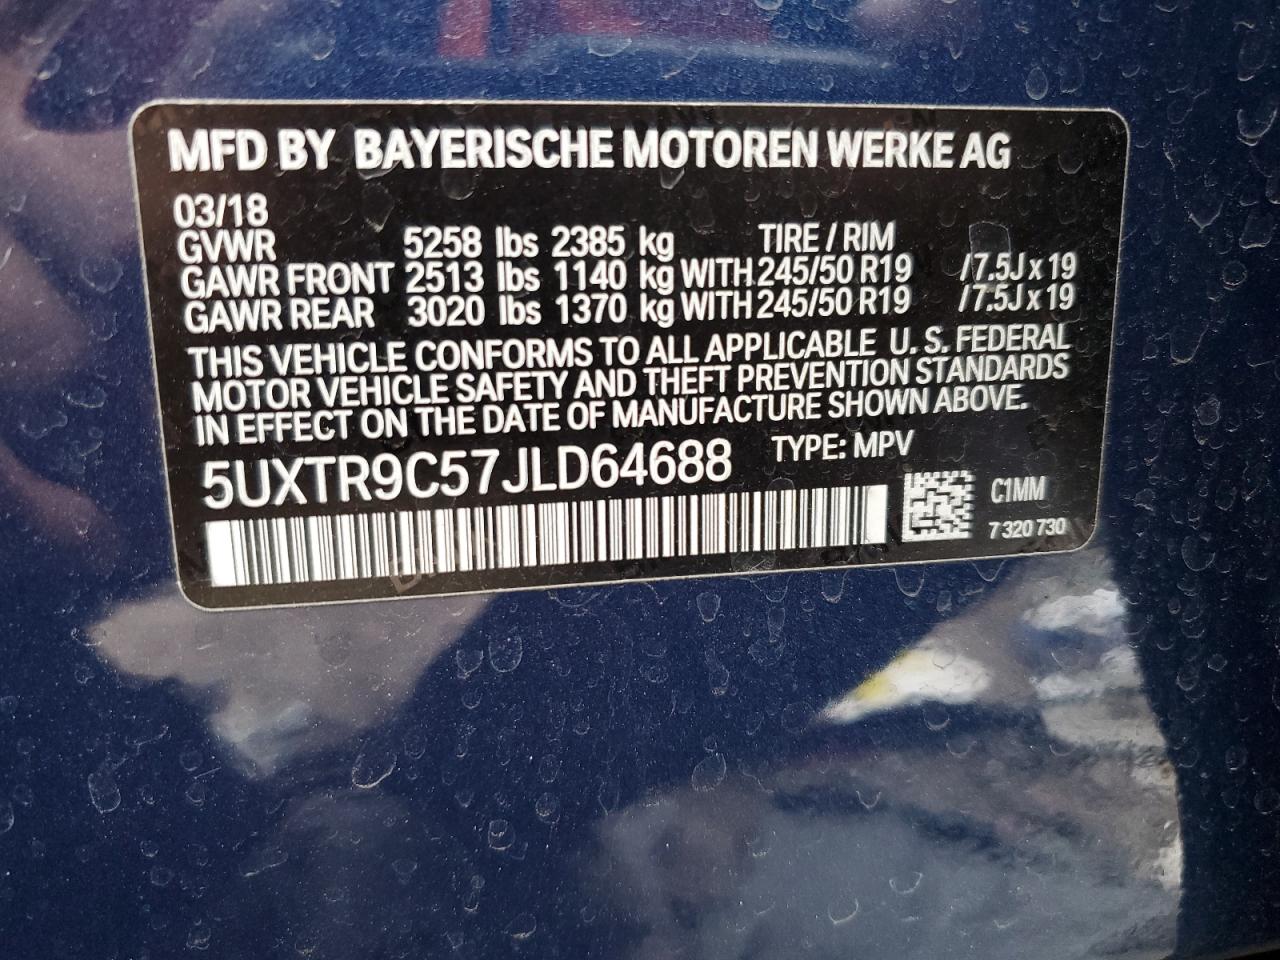 MFD BY BAYERISCHE MOTOREN WERKE AG
03/18
GVWR 5258 lbs 2385 kg TIRE / RIM
GAWR FRONT 2513 lbs 1140 kg WITH 245/50 R19 /7.5J x 19
GAWR REAR 3020 lbs 1370 kg WITH 245/50 R19 /7.5J x 19
THIS VEHICLE CONFORMS TO ALL APPLICABLE U. S. FEDERAL
MOTOR VEHICLE SAFETY AND THEFT PREVENTION STANDARDS
IN EFFECT ON THE DATE OF MANUFACTURE SHOWN ABOVE.
5UXTR9C57JLD64688 TYPE: MPV
C1MM
7 320 730